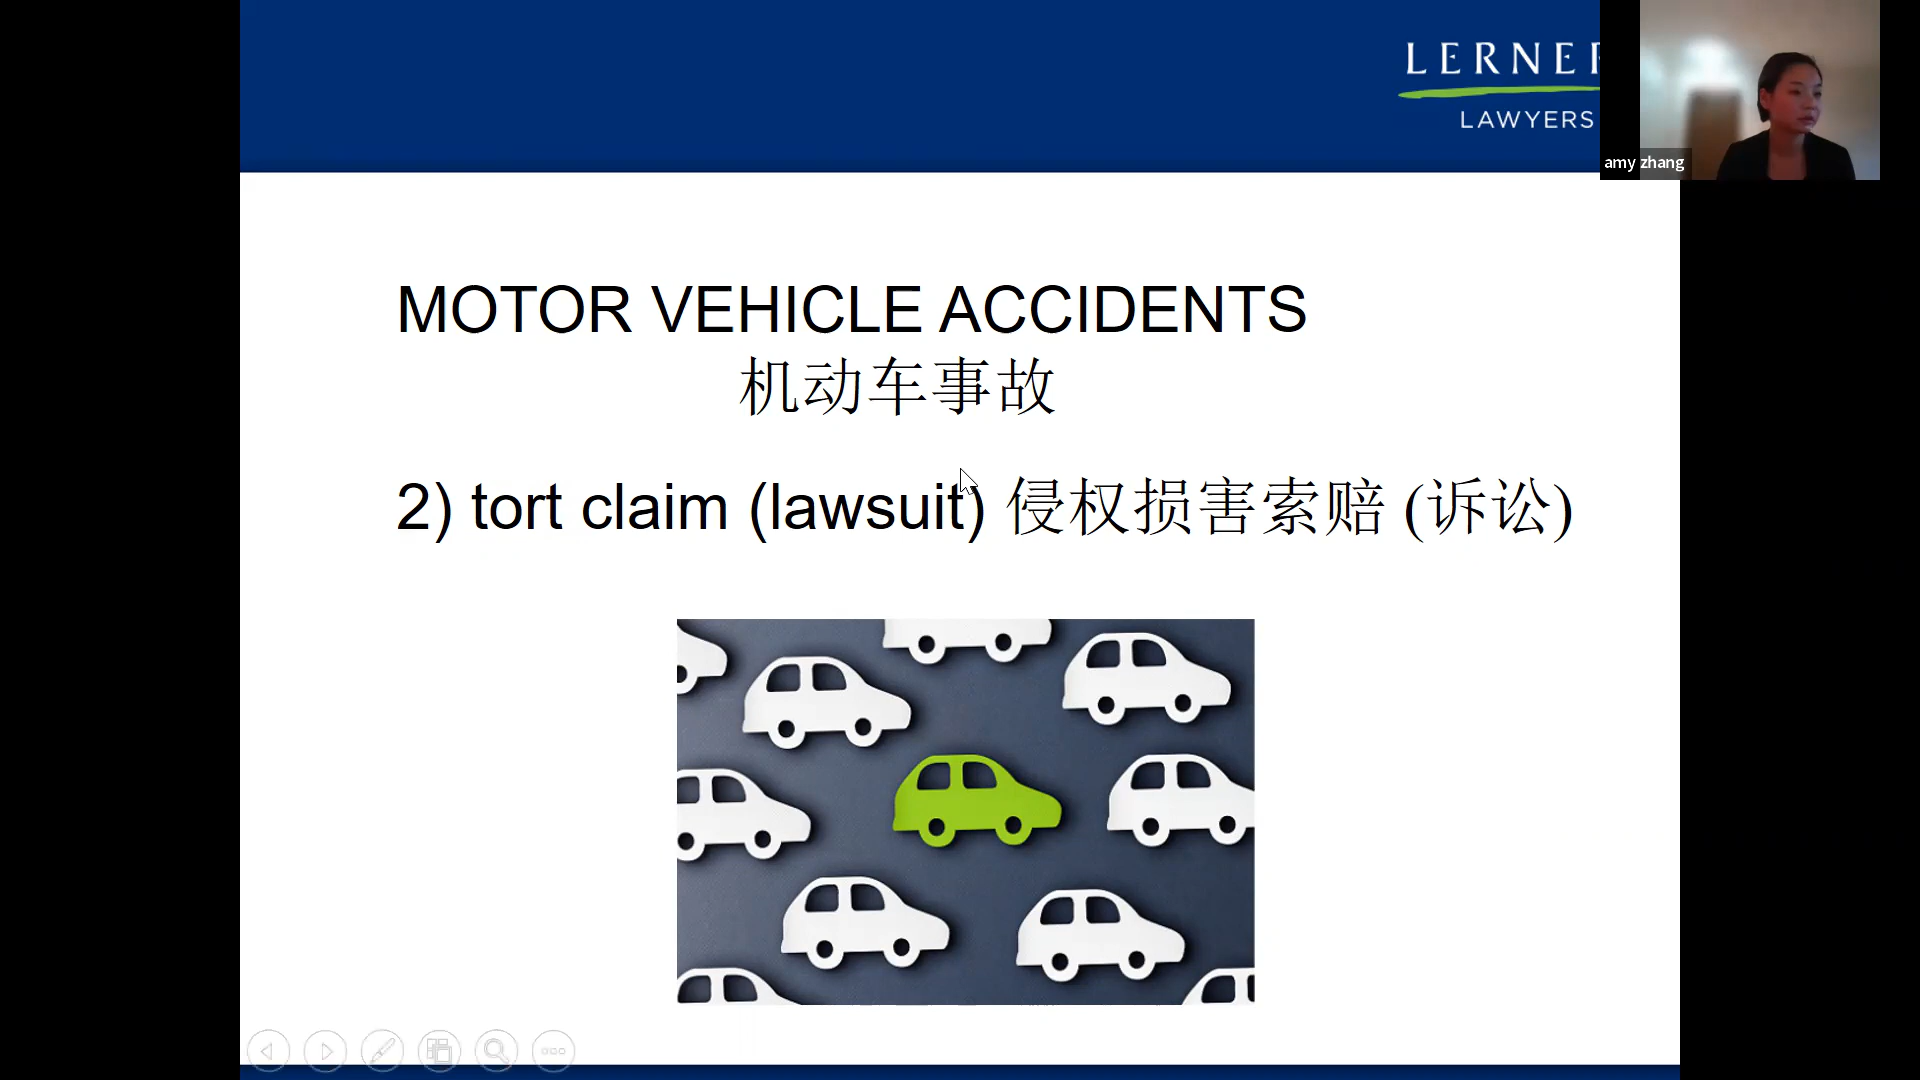 LERNER
LAWYERS
amy zhang
MOTOR VEHICLE ACCIDENTS
机动车事故
2) tort claim (lawsuit) 侵权损害索赔 (诉讼)